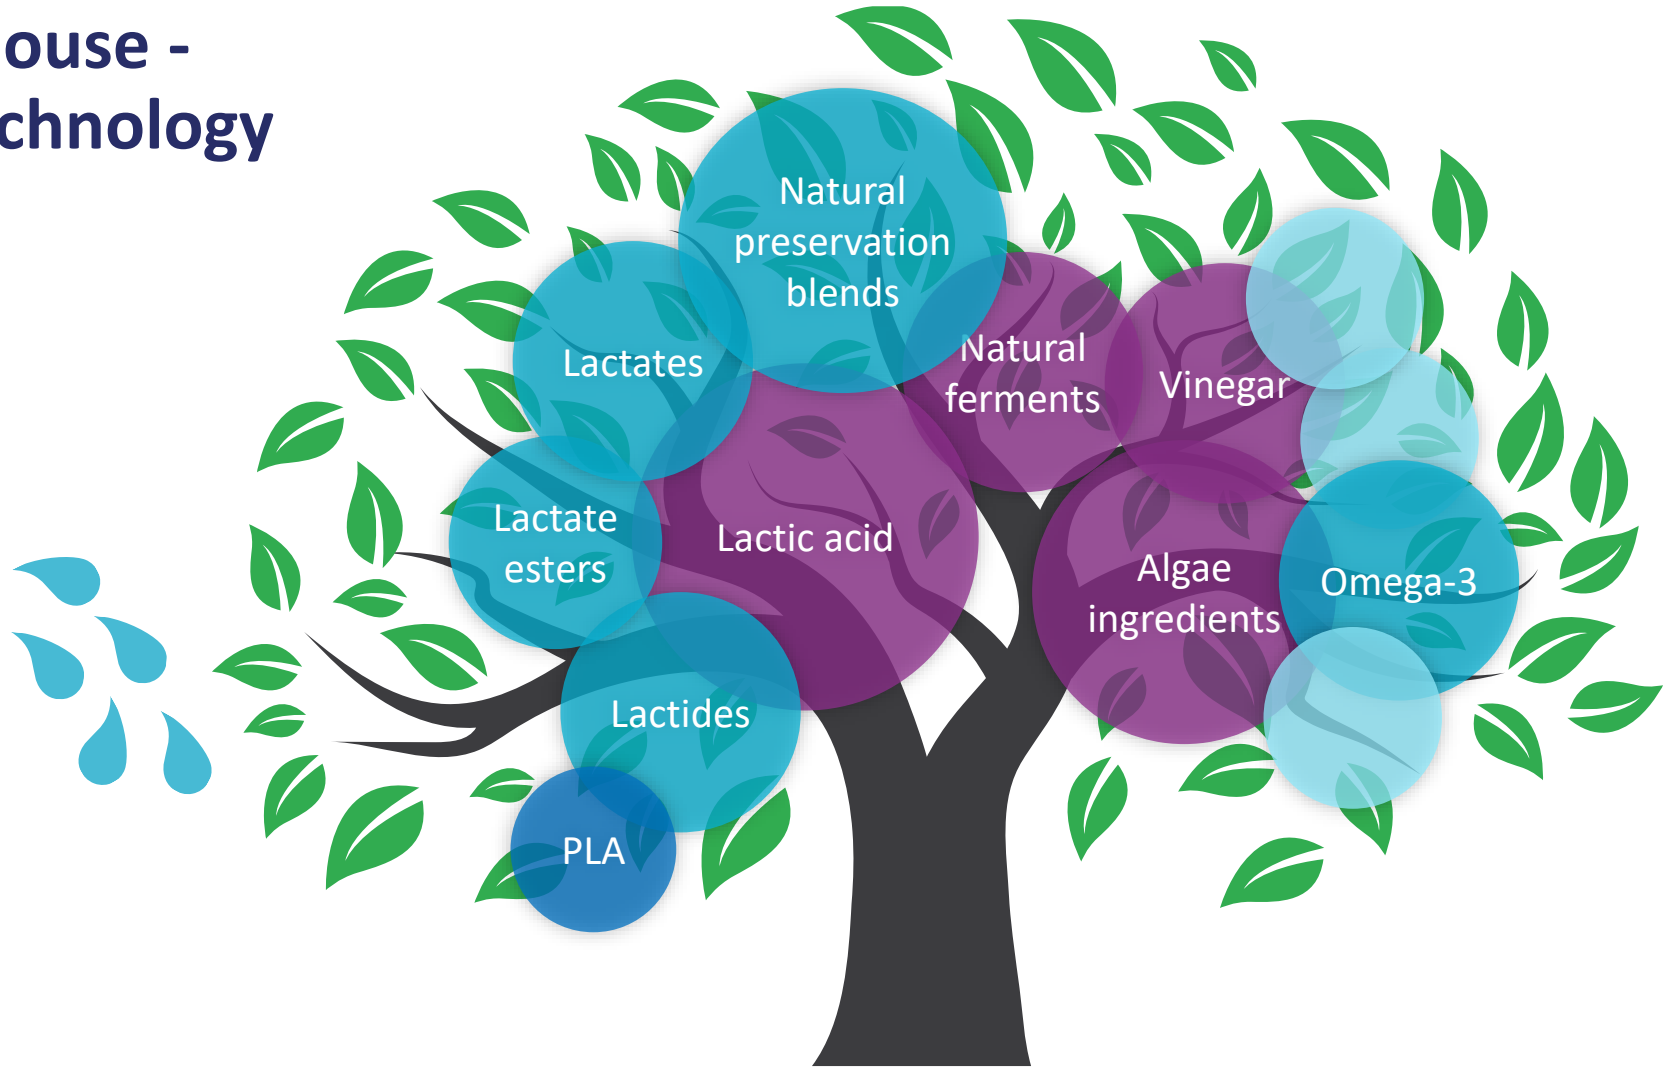 ouse -
chnology
Natural
preservation
blends
Lactates
Natural
ferments
Vinegar
Lactate
esters
Lactic acid
Algae
ingredients
Omega-3
Lactides
PLA